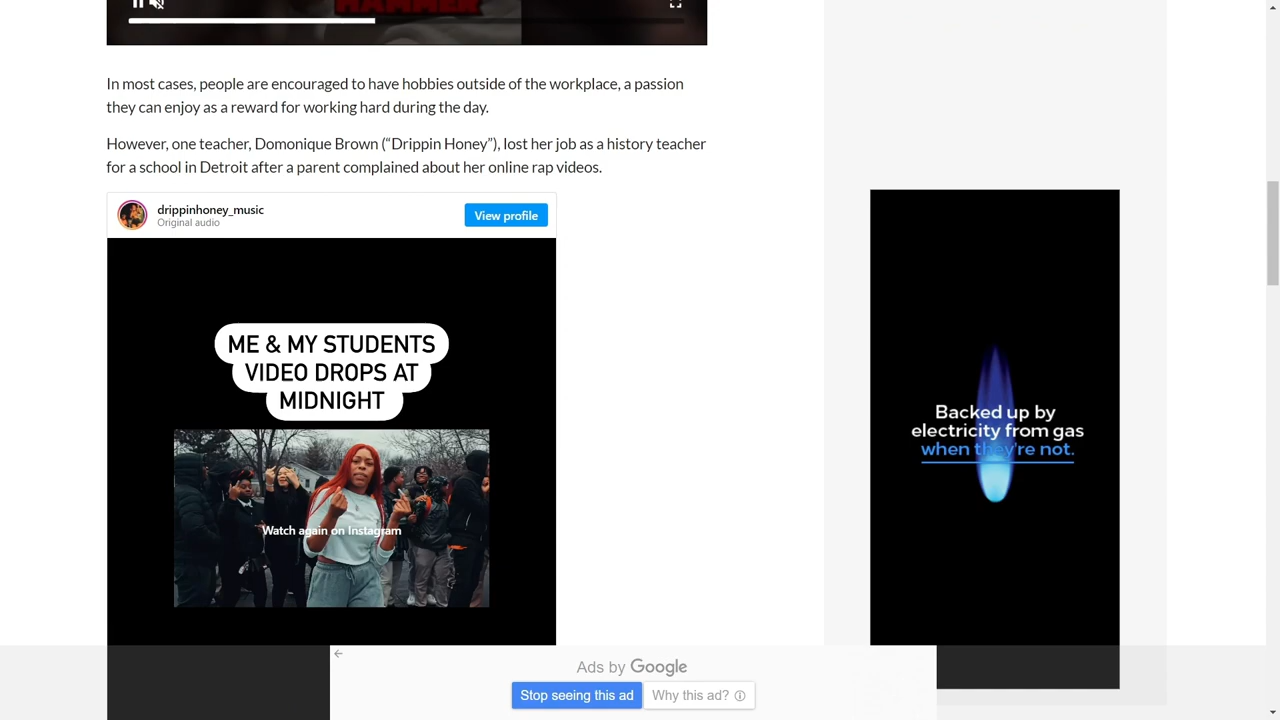 HAMMER
In most cases, people are encouraged to have hobbies outside of the workplace, a passion
they can enjoy as a reward for working hard during the day.
However, one teacher, Domonique Brown (“Drippin Honey”), lost her job as a history teacher
for a school in Detroit after a parent complained about her online rap videos.
drippinhoney_music
Original audio
View profile
ME & MY STUDENTS
VIDEO DROPS AT
MIDNIGHT
Watch again on Instagram
Backed up by
electricity from gas
when they're not.
Ads by Google
Stop seeing this ad
Why this ad?